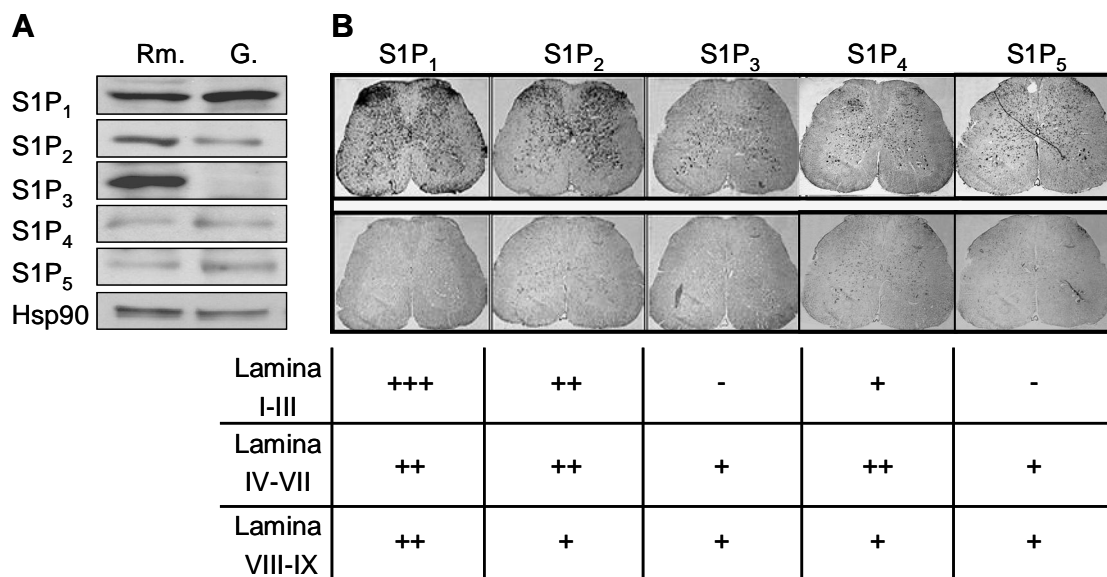 A
Rm. G.
S1P1
S1P2
S1P3
S1P4
S1P5
Hsp90
B
S1P1 S1P2 S1P3 S1P4 S1P5
Lamina
I-III
+++ ++ - + -
Lamina
IV-VII
++ ++ + ++ +
Lamina
VIII-IX
++ + + + +